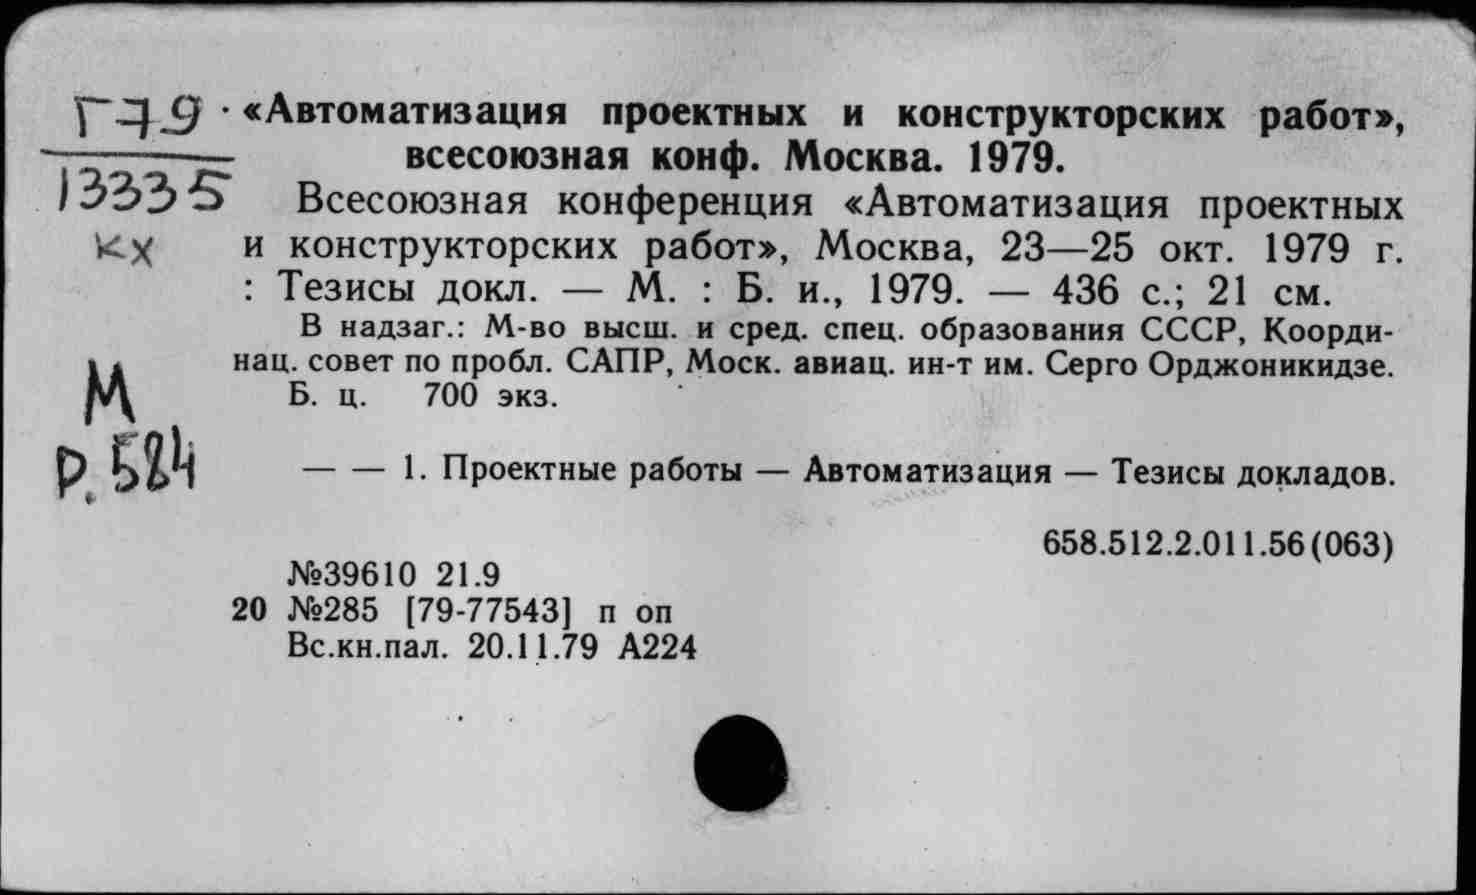 Г79 «Автоматизация проектных и конструкторских работ»,
всесоюзная конф. Москва. 1979.
13335 Всесоюзная конференция «Автоматизация проектных
кх и конструкторских работ», Москва, 23—25 окт. 1979 г.
: Тезисы докл. — М. : Б. и., 1979. — 436 с.; 21 см.
В надзаг.: М-во высш. и сред. спец. образования СССР, Коорди-
нац. совет по пробл. САПР, Моск. авиац. ин-т им. Серго Орджоникидзе.
М Б. ц. 700 экз.
р. 524 — — 1. Проектные работы — Автоматизация — Тезисы докладов.
658.512.2.011.56(063)
№39610 21.9
20 №285 [79-77543] п оп
Вс.кн.пал. 20.11.79 А224